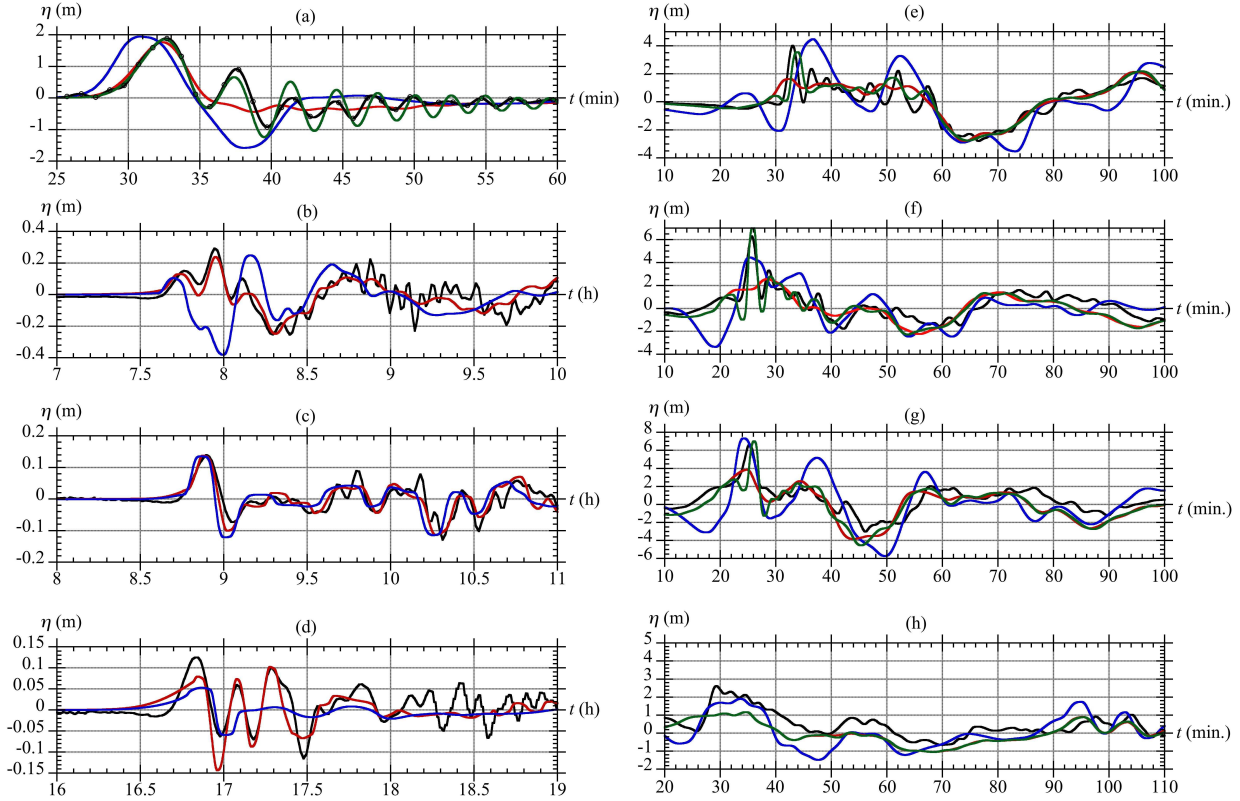 η (m)
(a)
2
1
0
-1
-2
t (min)
25 30 35 40 45 50 55 60
η (m)
(b)
0.4
0.2
0
-0.2
-0.4
t (h)
7 7.5 8 8.5 9 9.5 10
η (m)
(c)
0.2
0.1
0
-0.1
-0.2
t (h)
8 8.5 9 9.5 10 10.5 11
η (m)
(d)
0.15
0.1
0.05
0
-0.05
-0.1
-0.15
t (h)
16 16.5 17 17.5 18 18.5 19
η (m)
(e)
4
2
0
-2
-4
t (min.)
10 20 30 40 50 60 70 80 90 100
η (m)
(f)
6
4
2
0
-2
-4
t (min.)
10 20 30 40 50 60 70 80 90 100
η (m)
(g)
8
6
4
2
0
-2
-4
-6
t (min.)
10 20 30 40 50 60 70 80 90 100
η (m)
(h)
5
4
3
2
1
0
-1
-2
t (min.)
20 30 40 50 60 70 80 90 100 110